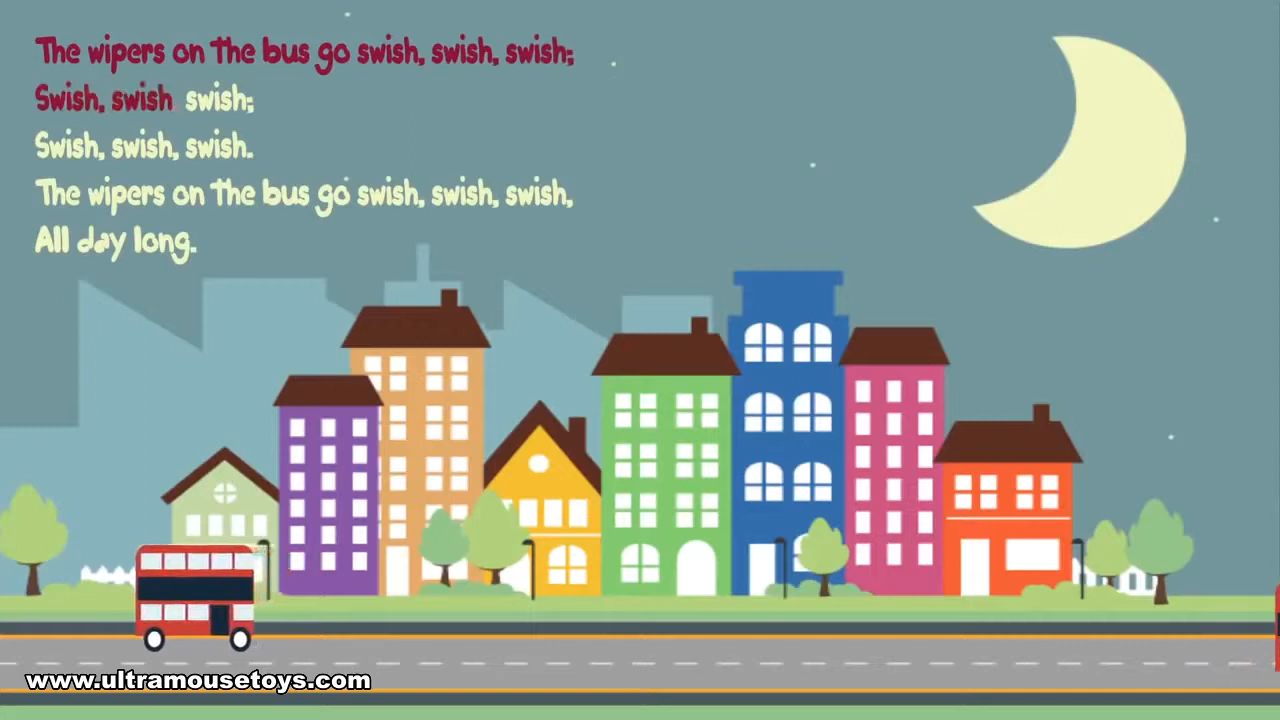 The wipers on the bus go swish, swish, swish;
Swish, swish, swish;
Swish, swish, swish.
The wipers on the bus go swish, swish, swish,
All day long.
www.ultramousetoys.com